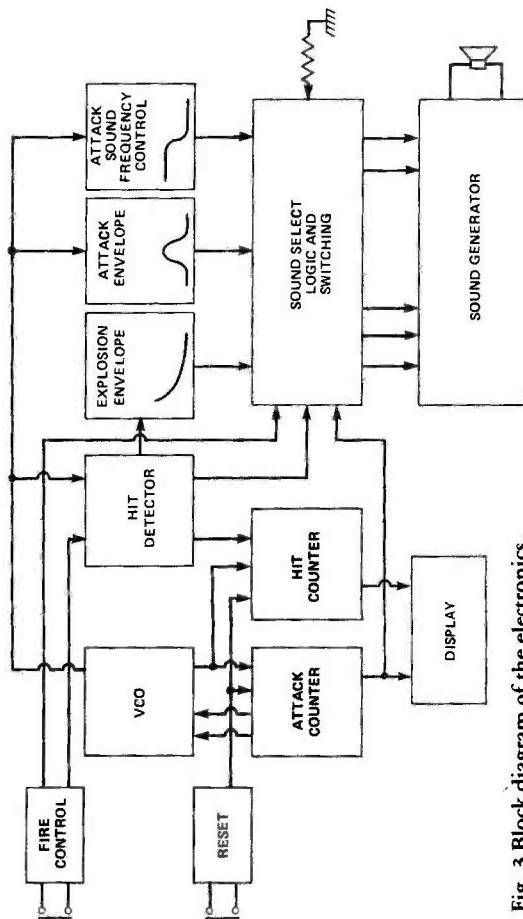 FIRE
CONTROL
RESET
VCO
ATTACK
COUNTER
HIT
DETECTOR
HIT
COUNTER
DISPLAY
EXPLOSION
ENVELOPE
ATTACK
ENVELOPE
ATTACK
SOUND
FREQUENCY
CONTROL
SOUND SELECT
LOGIC AND
SWITCHING
SOUND GENERATOR
Fig. 3 Block diagram of the electronics